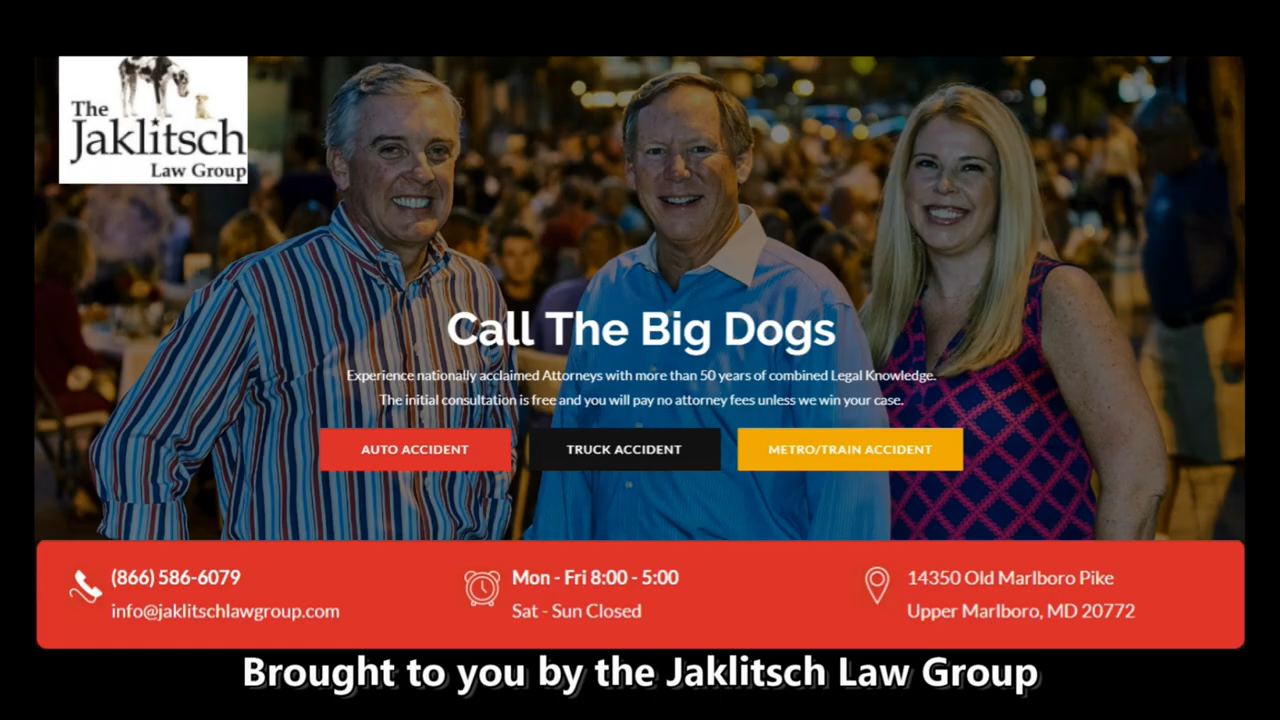 The
Jaklitsch
Law Group
Call The Big Dogs
Experience nationally acclaimed Attorneys with more than 50 years of combined Legal Knowledge.
The initial consultation is free and you will pay no attorney fees unless we win your case.
AUTO ACCIDENT
TRUCK ACCIDENT
METRO/TRAIN ACCIDENT
(866) 586-6079
info@jaklitschlawgroup.com
Mon - Fri 8:00 - 5:00
Sat - Sun Closed
14350 Old Marlboro Pike
Upper Marlboro, MD 20772
Brought to you by the Jaklitsch Law Group